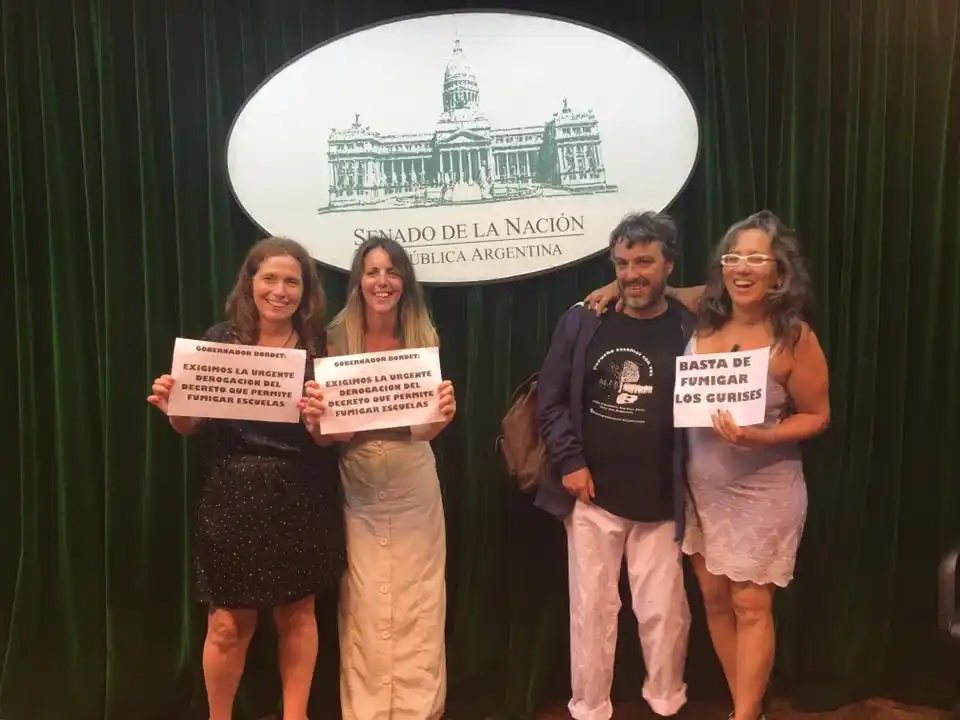 SENADO DE LA NACIÓN
PÚBLICA ARGENTINA
GOBERNADOR BORDET:
EXIGIMOS LA URGENTE
DEROGACION DEL
DECRETO QUE PERMITE
FUMIGAR ESCUELAS
GOBERNADOR BORDET:
EXIGIMOS LA URGENTE
DEROGACION DEL
DECRETO QUE PERMITE
FUMIGAR ESCUELAS
BASTA DE
FUMIGAR
LOS GURISES